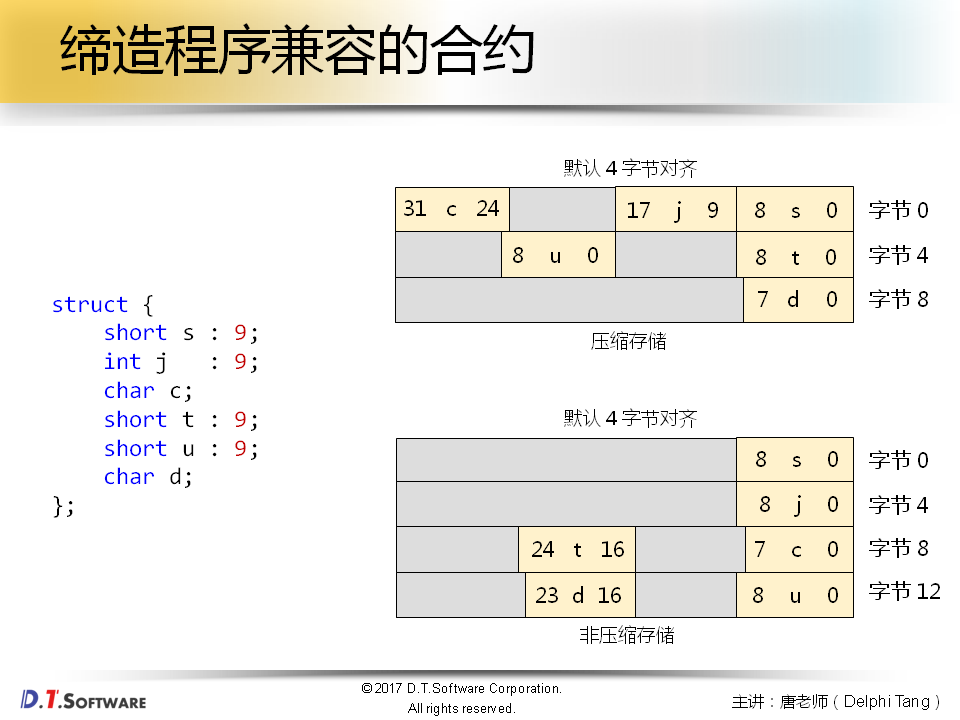 缔造程序兼容的合约
struct {
short s : 9;
int j : 9;
char c;
short t : 9;
short u : 9;
char d;
};
默认 4 字节对齐
31 c 24 17 j 9 8 s 0 字节 0
8 u 0 8 t 0 字节 4
7 d 0 字节 8
压缩存储
默认 4 字节对齐
8 s 0 字节 0
8 j 0 字节 4
24 t 16 7 c 0 字节 8
23 d 16 8 u 0 字节 12
非压缩存储
D.T.SOFTWARE
©2017 D.T.Software Corporation.
All rights reserved.
主讲：唐老师（Delphi Tang）